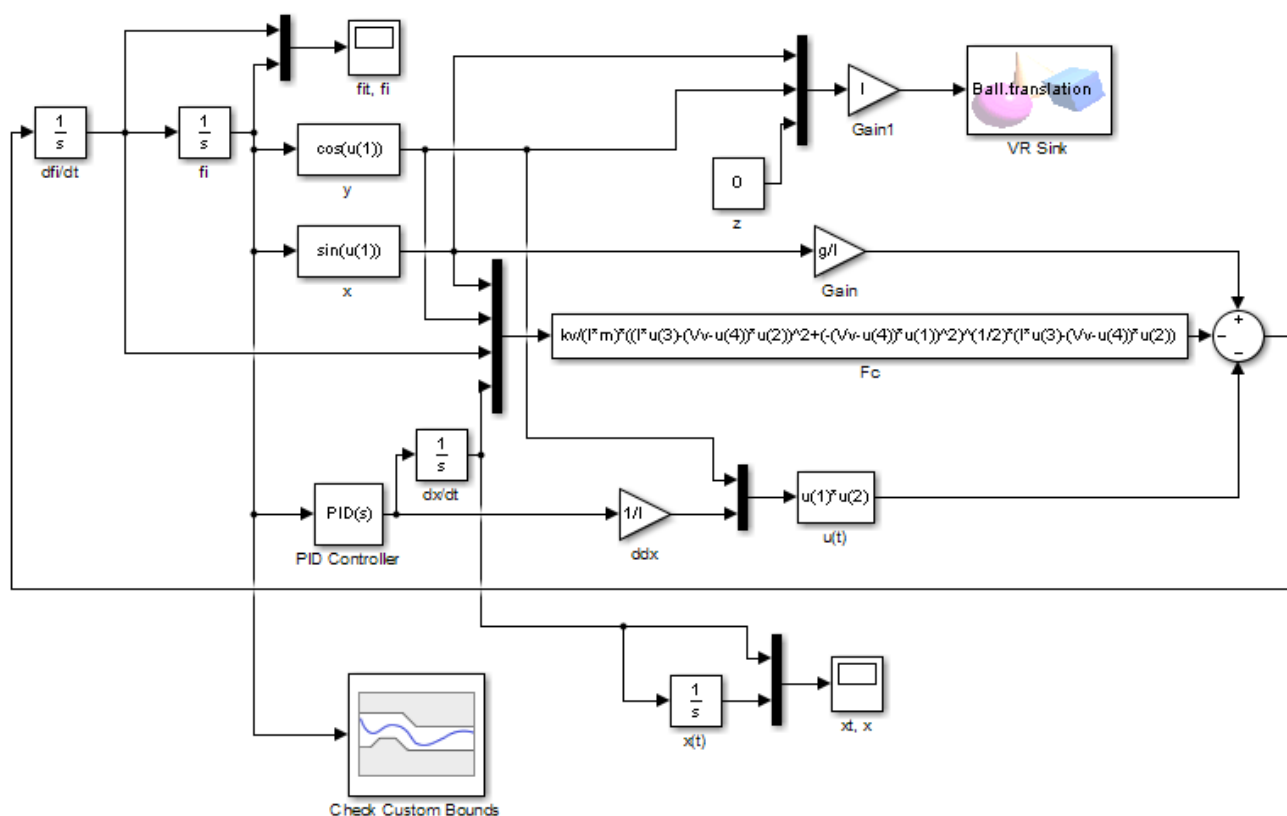 fit, fi
1
s
dfi/dt
1
s
fi
cos(u(1))
y
sin(u(1))
x
0
z
l
Gain1
Ball.translation
VR Sink
g/l
Gain
kv/(l*m)*((l*u(3)-(Vv-u(4))*u(2))^2+(-(Vv-u(4))*u(1))^2)^(1/2)*(l*u(3)-(Vv-u(4))*u(2))
Fc
+
−
−
1
s
dx/dt
PID(s)
PID Controller
1/l
ddx
u(1)*u(2)
u(t)
1
s
x(t)
xt, x
Check Custom Bounds